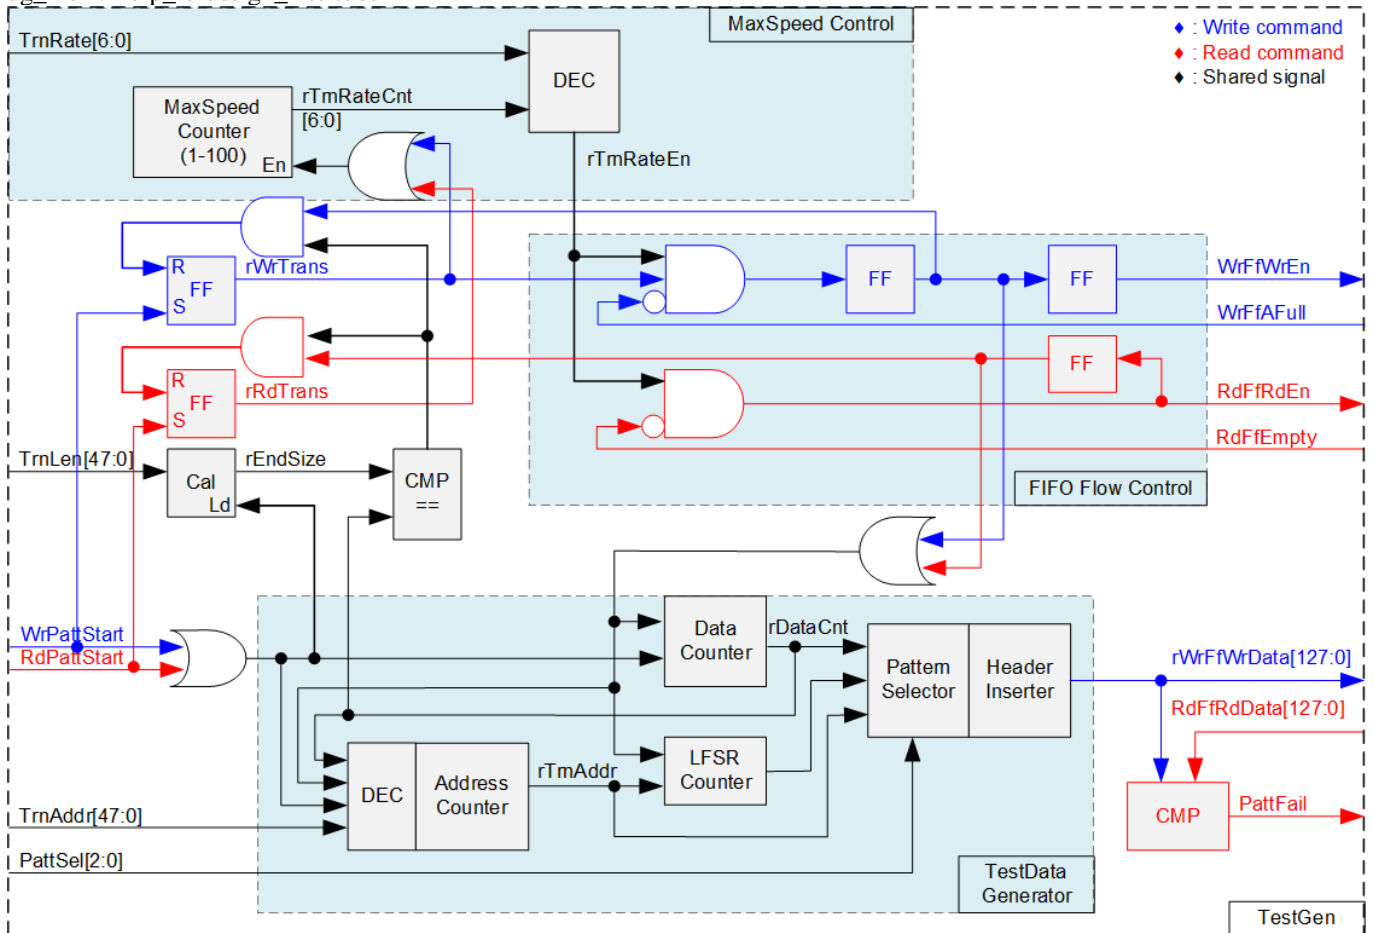 MaxSpeed Control
♦ : Write command
♦ : Read command
♦ : Shared signal
TrnRate[6:0]
DEC
MaxSpeed
Counter
(1-100)
En
rTmRateCnt
[6:0]
rTmRateEn
R
FF
S
rWrTrans
FF
FF
WrFfWrEn
WrFfAFull
R
FF
S
rRdTrans
FF
RdFfRdEn
RdFfEmpty
TrnLen[47:0]
Cal
Ld
rEndSize
CMP
==
FIFO Flow Control
WrPattStart
RdPattStart
Data
Counter
rDataCnt
Pattern
Selector
Header
Inserter
rWrFfWrData[127:0]
RdFfRdData[127:0]
DEC
Address
Counter
rTmAddr
LFSR
Counter
TrnAddr[47:0]
CMP
PattFail
PattSel[2:0]
TestData
Generator
TestGen